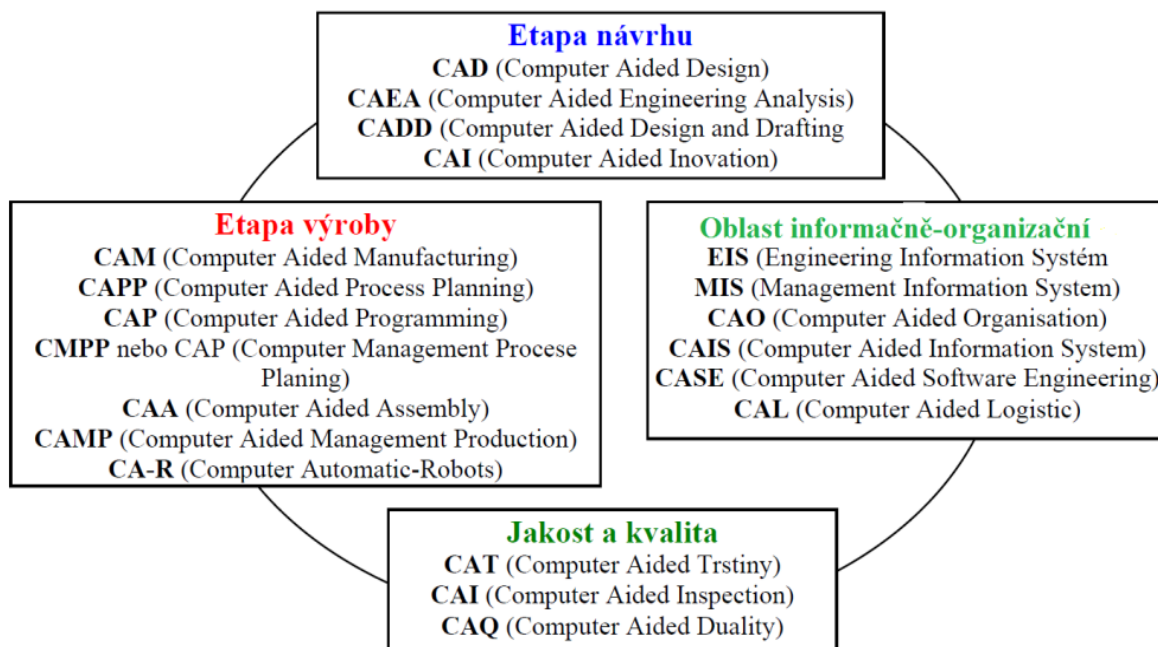 Etapa návrhu
CAD (Computer Aided Design)
CAEA (Computer Aided Engineering Analysis)
CADD (Computer Aided Design and Drafting
CAI (Computer Aided Inovation)
Etapa výroby
CAM (Computer Aided Manufacturing)
CAPP (Computer Aided Process Planning)
CAP (Computer Aided Programming)
CMPP nebo CAP (Computer Management Procese
Planing)
CAA (Computer Aided Assembly)
CAMP (Computer Aided Management Production)
CA-R (Computer Automatic-Robots)
Oblast informačně-organizační
EIS (Engineering Information Systém
MIS (Management Information System)
CAO (Computer Aided Organisation)
CAIS (Computer Aided Information System)
CASE (Computer Aided Software Engineering)
CAL (Computer Aided Logistic)
Jakost a kvalita
CAT (Computer Aided Trstiny)
CAI (Computer Aided Inspection)
CAQ (Computer Aided Duality)